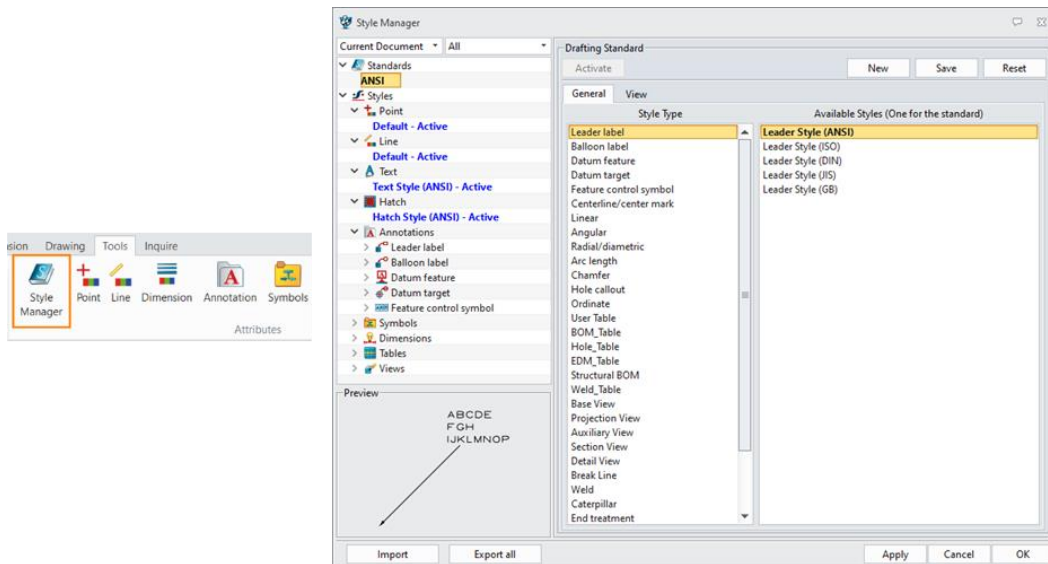 sion Drawing Tools Inquire
Style Manager
Point
Line
Dimension
Annotation
Symbols
Attributes
Style Manager
Current Document
All
Standards
ANSI
Styles
Point
Default - Active
Line
Default - Active
Text
Text Style (ANSI) - Active
Hatch
Hatch Style (ANSI) - Active
Annotations
Leader label
Balloon label
Datum feature
Datum target
Feature control symbol
Symbols
Dimensions
Tables
Views
Preview
ABCDE
FGH
IJKLMNOP
Import
Export all
Drafting Standard
Activate
New
Save
Reset
General
View
Style Type
Leader label
Balloon label
Datum feature
Datum target
Feature control symbol
Centerline/center mark
Linear
Angular
Radial/diametric
Arc length
Chamfer
Hole callout
Ordinate
User Table
BOM_Table
Hole_Table
EDM_Table
Structural BOM
Weld_Table
Base View
Projection View
Auxiliary View
Section View
Detail View
Break Line
Weld
Caterpillar
End treatment
Available Styles (One for the standard)
Leader Style (ANSI)
Leader Style (ISO)
Leader Style (DIN)
Leader Style (JIS)
Leader Style (GB)
Apply
Cancel
OK